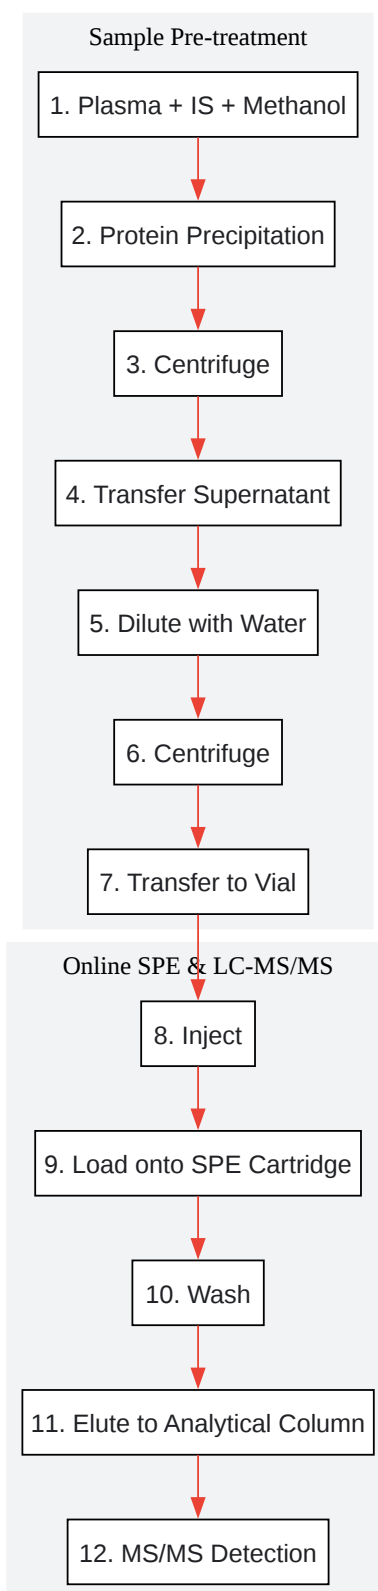 Sample Pre-treatment
1. Plasma + IS + Methanol
2. Protein Precipitation
3. Centrifuge
4. Transfer Supernatant
5. Dilute with Water
6. Centrifuge
7. Transfer to Vial
Online SPE & LC-MS/MS
8. Inject
9. Load onto SPE Cartridge
10. Wash
11. Elute to Analytical Column
12. MS/MS Detection